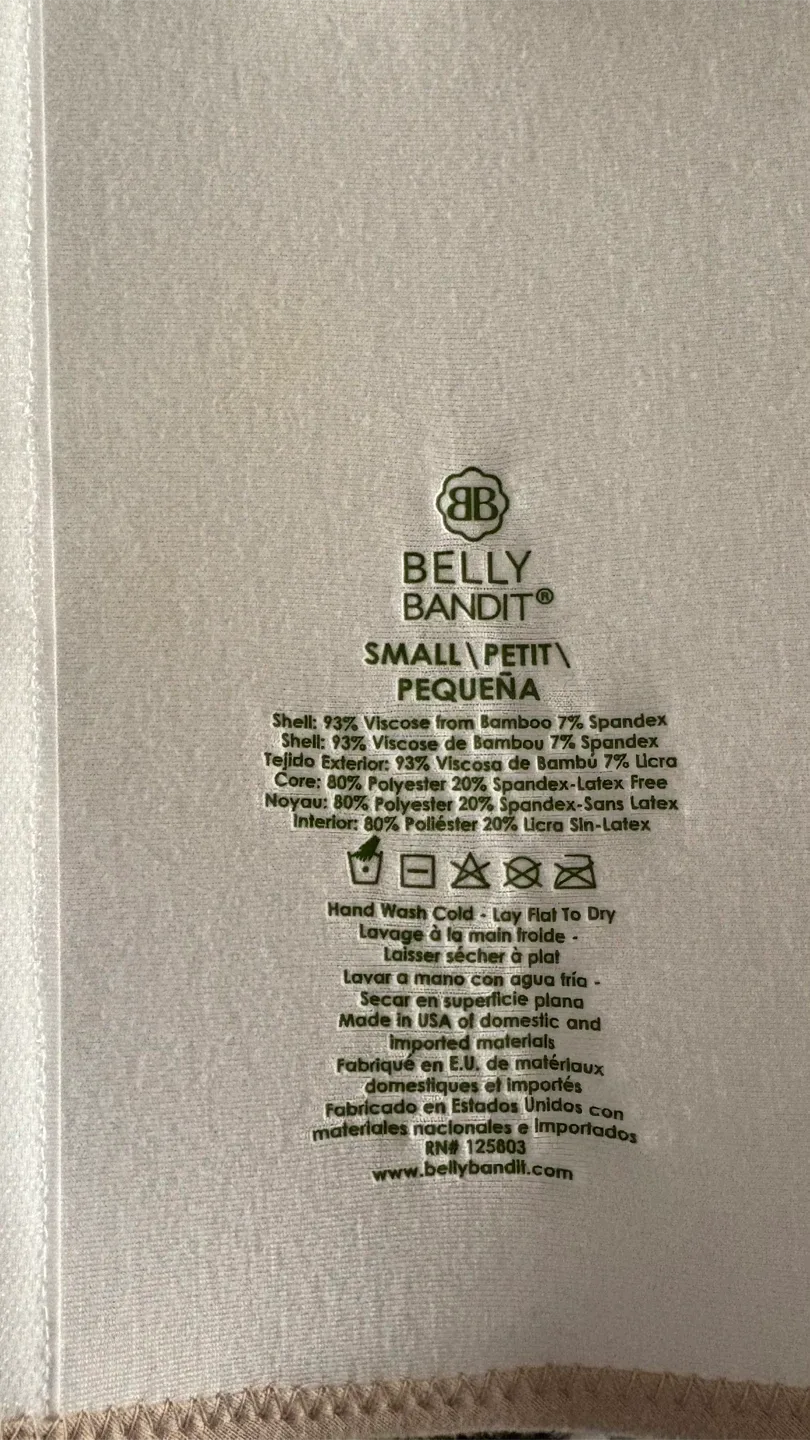 BB
BELLY
BANDIT®
SMALL \ PETIT \
PEQUEÑA
Shell: 93% Viscose from Bamboo 7% Spandex
Shell: 93% Viscose de Bambou 7% Spandex
Tejido Exterior: 93% Viscosa de Bambú 7% Licra
Core: 80% Polyester 20% Spandex-Latex Free
Noyau: 80% Polyester 20% Spandex-Sans Latex
Interior: 80% Poliéster 20% Licra Sin-Latex
Hand Wash Cold - Lay Flat To Dry
Lavage à la main froide -
Laisser sécher à plat
Lavar a mano con agua fría -
Secar en superficie plana
Made in USA of domestic and
imported materials
Fabriqué en E.U. de matériaux
domestiques et importés
Fabricado en Estados Unidos con
materiales nacionales e importados
RN# 125803
www.bellybandit.com